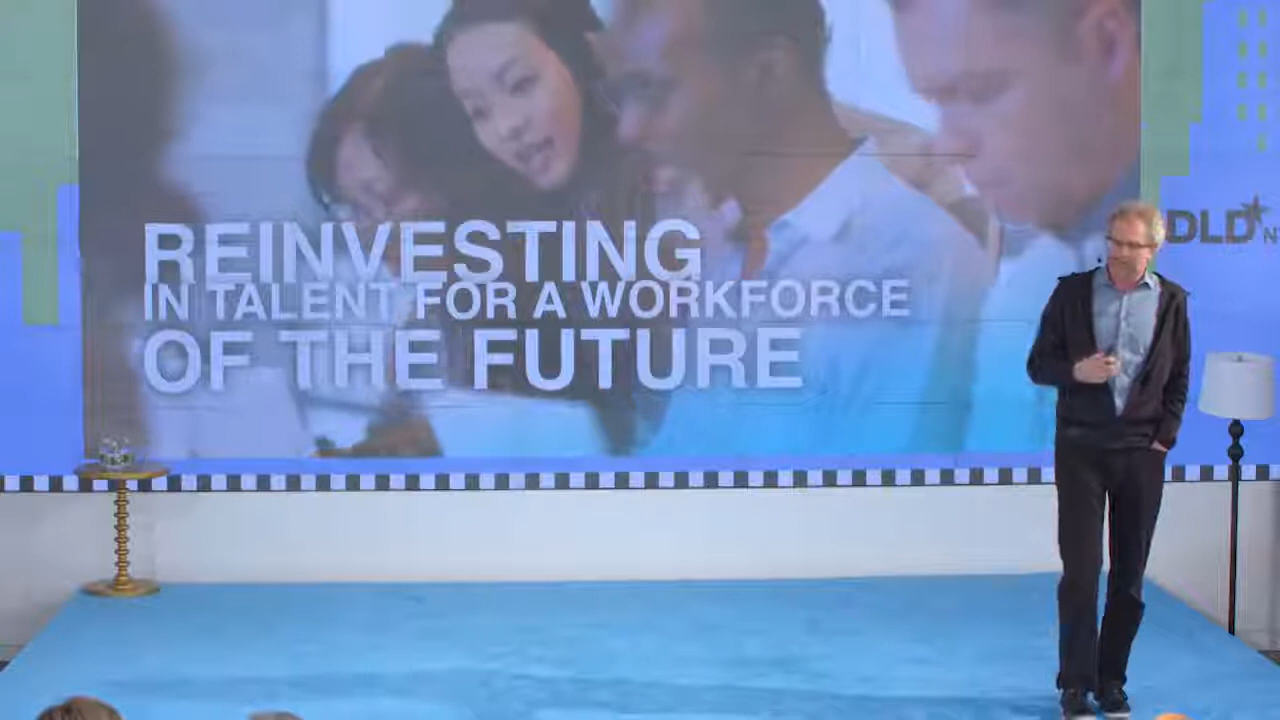 REINVESTING
IN TALENT FOR A WORKFORCE
OF THE FUTURE
DLD